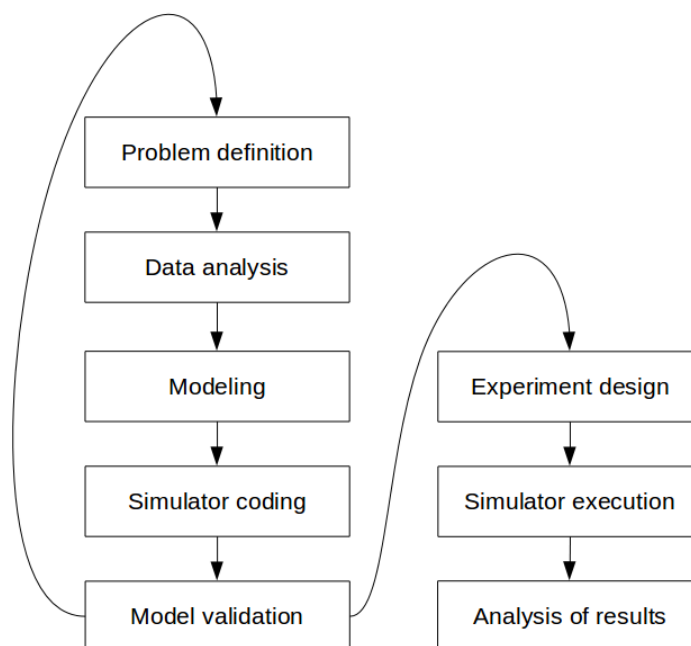 Problem definition
Data analysis
Modeling
Simulator coding
Model validation
Experiment design
Simulator execution
Analysis of results